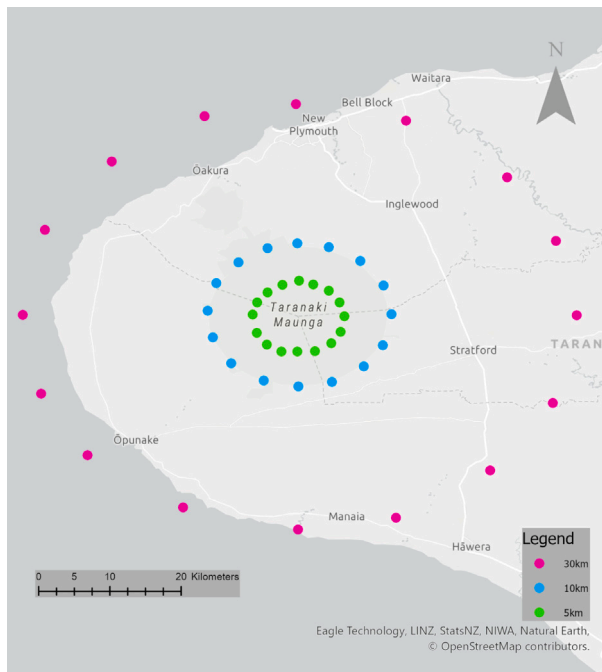 N
Waitara
Bell Block
New
Plymouth
Ōakura
Inglewood
Taranaki
Maunga
Stratford
TARAN
Ōpunake
Manaia
Hāwera
Legend
30km
10km
5km
0 5 10 20 Kilometers
Eagle Technology, LINZ, StatsNZ, NIWA, Natural Earth,
© OpenStreetMap contributors.